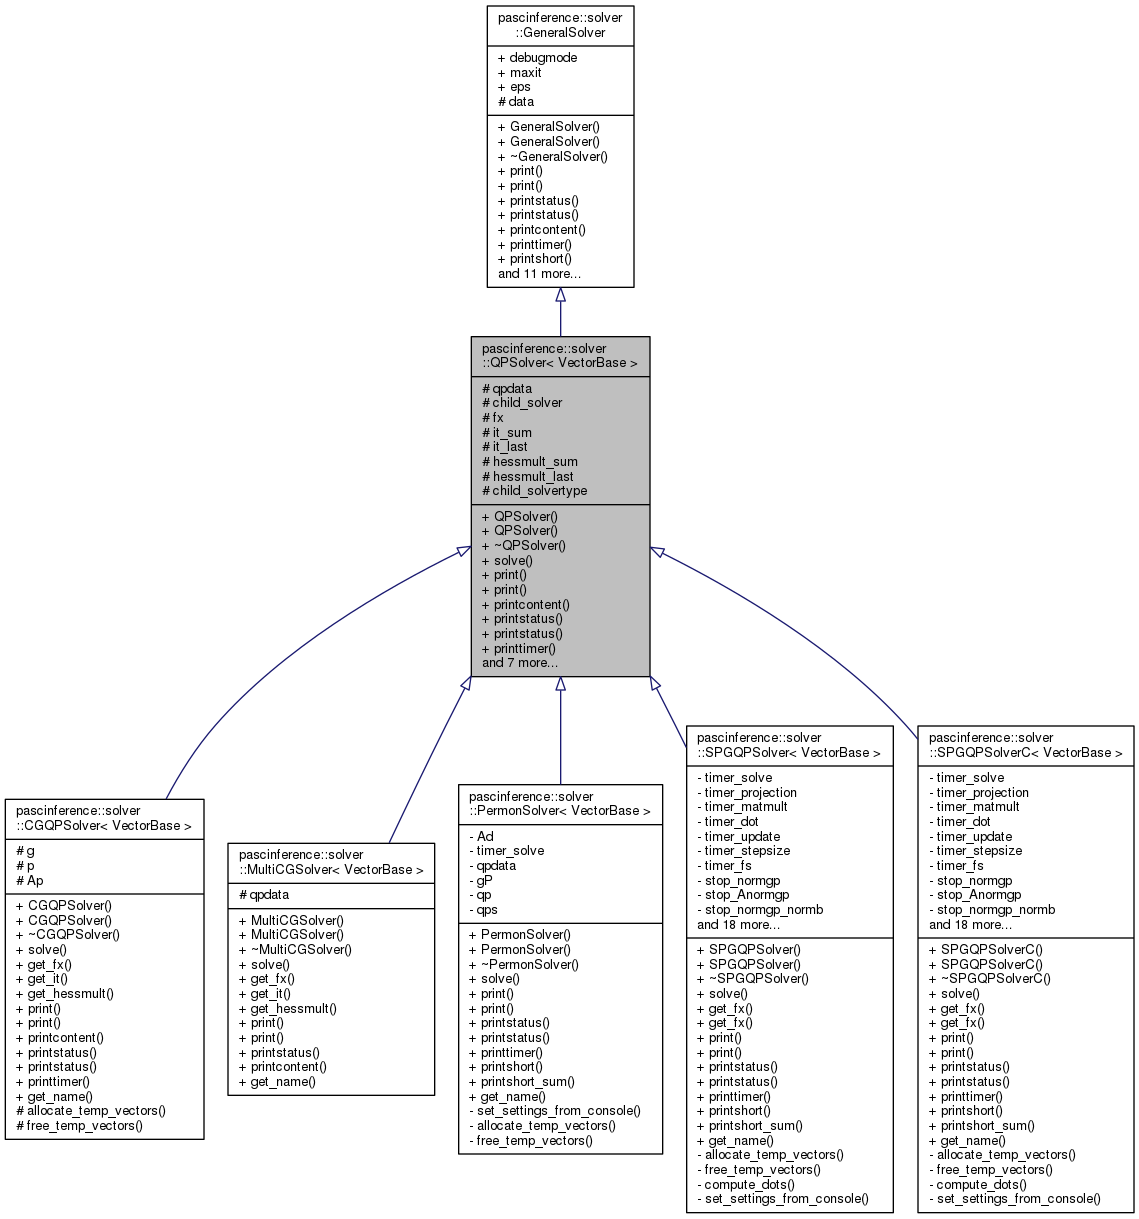 pascinference::solver
::GeneralSolver
+ debugmode
+ maxit
+ eps
# data
+ GeneralSolver()
+ GeneralSolver()
+ ~GeneralSolver()
+ print()
+ print()
+ printstatus()
+ printstatus()
+ printcontent()
+ printtimer()
+ printshort()
and 11 more...
pascinference::solver
::QPSolver< VectorBase >
# qpdata
# child_solver
# fx
# it_sum
# it_last
# hessmult_sum
# hessmult_last
# child_solvertype
+ QPSolver()
+ QPSolver()
+ ~QPSolver()
+ solve()
+ print()
+ print()
+ printcontent()
+ printstatus()
+ printstatus()
+ printtimer()
and 7 more...
pascinference::solver
::CGQPSolver< VectorBase >
# g
# p
# Ap
+ CGQPSolver()
+ CGQPSolver()
+ ~CGQPSolver()
+ solve()
+ get_fx()
+ get_it()
+ get_hessmult()
+ print()
+ print()
+ printcontent()
+ printstatus()
+ printstatus()
+ printtimer()
+ get_name()
# allocate_temp_vectors()
# free_temp_vectors()
pascinference::solver
::MultiCGSolver< VectorBase >
# qpdata
+ MultiCGSolver()
+ MultiCGSolver()
+ ~MultiCGSolver()
+ solve()
+ get_fx()
+ get_it()
+ get_hessmult()
+ print()
+ print()
+ printstatus()
+ printcontent()
+ get_name()
pascinference::solver
::PermonSolver< VectorBase >
- Ad
- timer_solve
- qpdata
- gP
- qp
- qps
+ PermonSolver()
+ PermonSolver()
+ ~PermonSolver()
+ solve()
+ print()
+ print()
+ printstatus()
+ printstatus()
+ printtimer()
+ printshort()
+ printshort_sum()
+ get_name()
- set_settings_from_console()
- allocate_temp_vectors()
- free_temp_vectors()
pascinference::solver
::SPGQPSolver< VectorBase >
- timer_solve
- timer_projection
- timer_matmult
- timer_dot
- timer_update
- timer_stepsize
- timer_fs
- stop_normgp
- stop_Anormgp
- stop_normgp_normb
and 18 more...
+ SPGQPSolver()
+ SPGQPSolver()
+ ~SPGQPSolver()
+ solve()
+ get_fx()
+ get_fx()
+ print()
+ print()
+ printstatus()
+ printstatus()
+ printtimer()
+ printshort()
+ printshort_sum()
+ get_name()
- allocate_temp_vectors()
- free_temp_vectors()
- compute_dots()
- set_settings_from_console()
pascinference::solver
::SPGQPSolverC< VectorBase >
- timer_solve
- timer_projection
- timer_matmult
- timer_dot
- timer_update
- timer_stepsize
- timer_fs
- stop_normgp
- stop_Anormgp
- stop_normgp_normb
and 18 more...
+ SPGQPSolverC()
+ SPGQPSolverC()
+ ~SPGQPSolverC()
+ solve()
+ get_fx()
+ get_fx()
+ print()
+ print()
+ printstatus()
+ printstatus()
+ printtimer()
+ printshort()
+ printshort_sum()
+ get_name()
- allocate_temp_vectors()
- free_temp_vectors()
- compute_dots()
- set_settings_from_console()